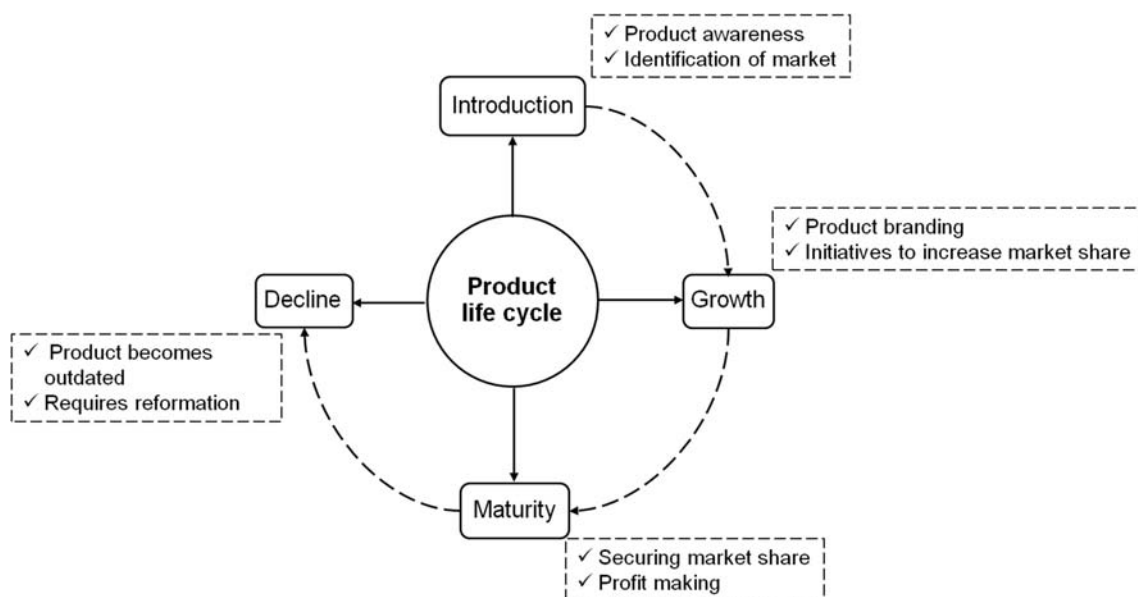 ✓ Product awareness
✓ Identification of market
Introduction
✓ Product branding
✓ Initiatives to increase market share
Growth
Product
life cycle
Decline
✓ Product becomes
outdated
✓ Requires reformation
Maturity
✓ Securing market share
✓ Profit making